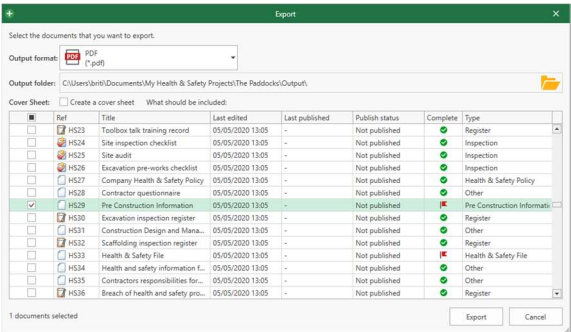 Export
Select the documents that you want to export.
Output format: PDF PDF
(*.pdf)
Output folder: C:\Users\briti\Documents\My Health & Safety Projects\The Paddocks\Output\
Cover Sheet: Create a cover sheet What should be included:
Ref Title Last edited Last published Publish status Complete Type
HS23 Toolbox talk training record 05/05/2020 13:05 - Not published Register
HS24 Site inspection checklist 05/05/2020 13:05 - Not published Inspection
HS25 Site audit 05/05/2020 13:05 - Not published Inspection
HS26 Excavation pre-works checklist 05/05/2020 13:05 - Not published Inspection
HS27 Company Health & Safety Policy 05/05/2020 13:05 - Not published Health & Safety Policy
HS28 Contractor questionnaire 05/05/2020 13:05 - Not published Other
HS29 Pre Construction Information 05/05/2020 13:05 - Not published Pre Construction Informatic
HS30 Excavation inspection register 05/05/2020 13:05 - Not published Register
HS31 Construction Design and Mana... 05/05/2020 13:05 - Not published Other
HS32 Scaffolding inspection register 05/05/2020 13:05 - Not published Register
HS33 Health & Safety File 05/05/2020 13:05 - Not published Health & Safety File
HS34 Health and safety information f... 05/05/2020 13:05 - Not published Other
HS35 Contractors responsibilities for... 05/05/2020 13:05 - Not published Other
HS36 Breach of health and safety pro... 05/05/2020 13:05 - Not published Register
1 documents selected Export Cancel